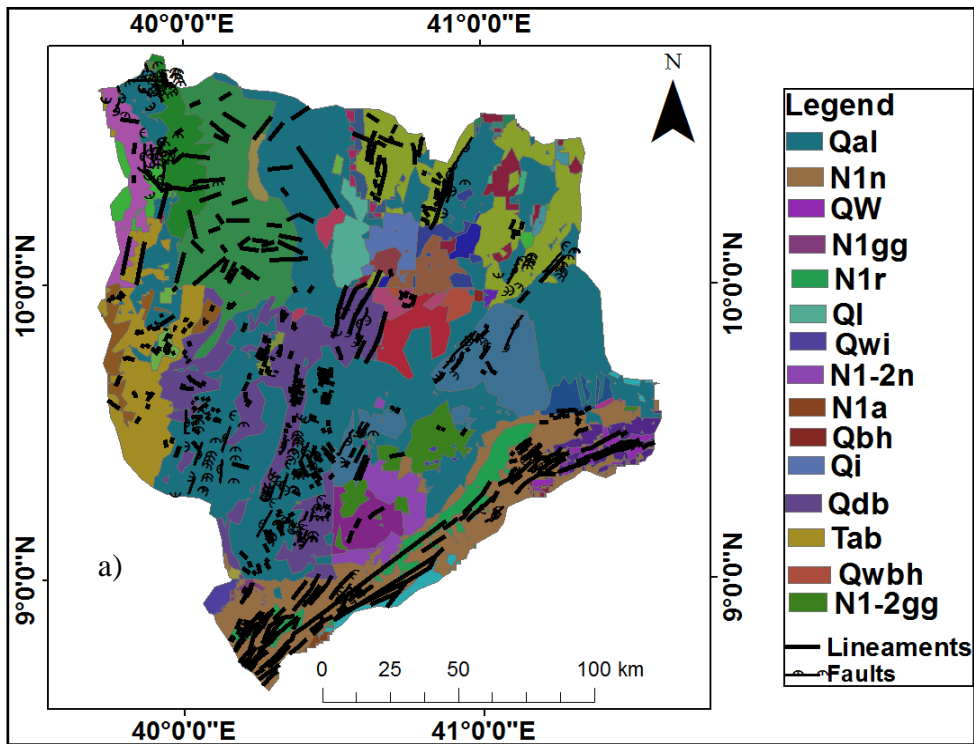 40°0'0"E 41°0'0"E
N
10°0'0"N
9°0'0"N
10°0'0"N
9°0'0"N
a)
0 25 50 100 km
40°0'0"E 41°0'0"E
Legend
Qal
N1n
QW
N1gg
N1r
Ql
Qwi
N1-2n
N1a
Qbh
Qi
Qdb
Tab
Qwbh
N1-2gg
Lineaments
Faults